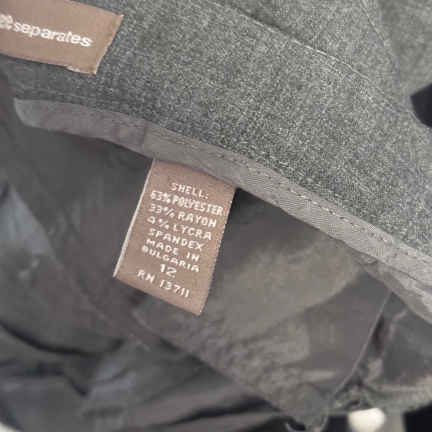 separates
SHELL:
63% POLYESTER
33% RAYON
4% LYCRA
SPANDEX
MADE IN
BULGARIA
12
RN 13711